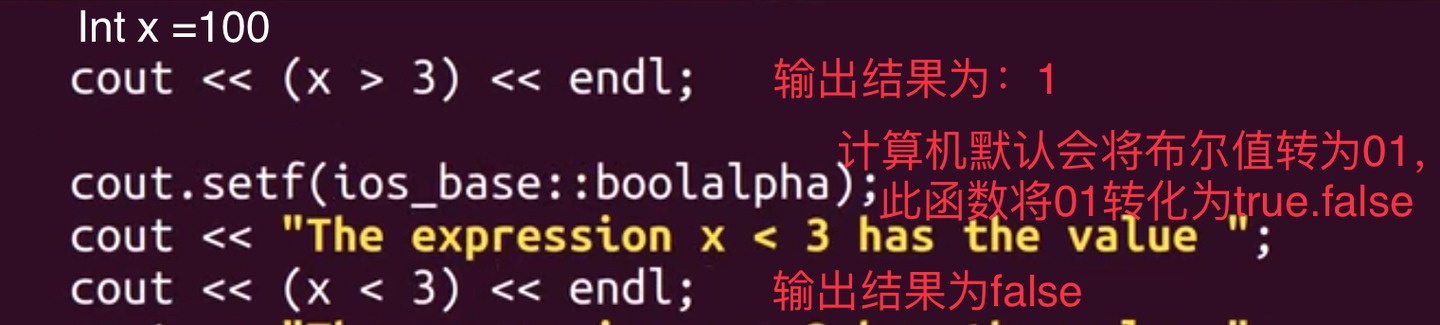 Int x =100
cout << (x > 3) << endl; 输出结果为：1
计算机默认会将布尔值转为01，
cout.setf(ios_base::boolalpha);
此函数将01转化为true.false
cout << "The expression x < 3 has the value ";
cout << (x < 3) << endl; 输出结果为false